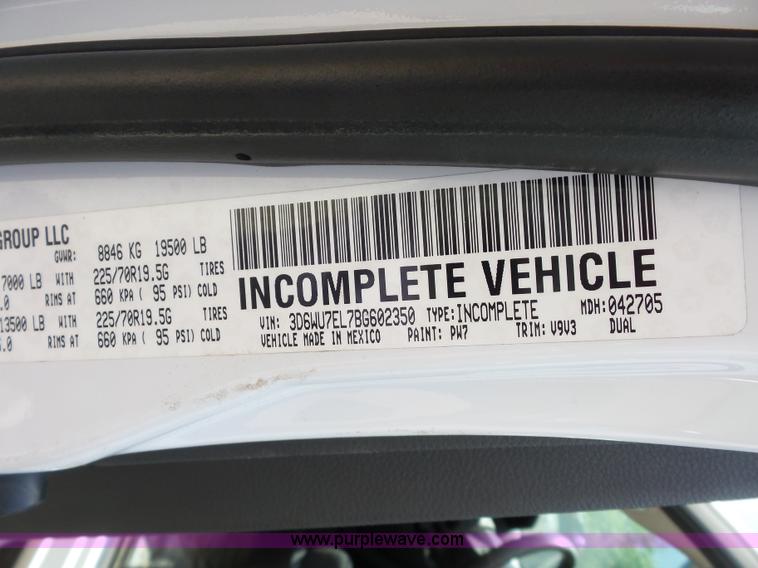 GROUP LLC
GVWR: 8846 KG 19500 LB
7000 LB WITH 225/70R19.5G TIRES
.0 RIMS AT 660 KPA ( 95 PSI) COLD
13500 LB WITH 225/70R19.5G TIRES
.0 RIMS AT 660 KPA ( 95 PSI) COLD
INCOMPLETE VEHICLE
VIN: 3D6WU7EL7BG602350 TYPE:INCOMPLETE MDH:042705
VEHICLE MADE IN MEXICO PAINT: PW7 TRIM: V9V3 DUAL
www.purplewave.com